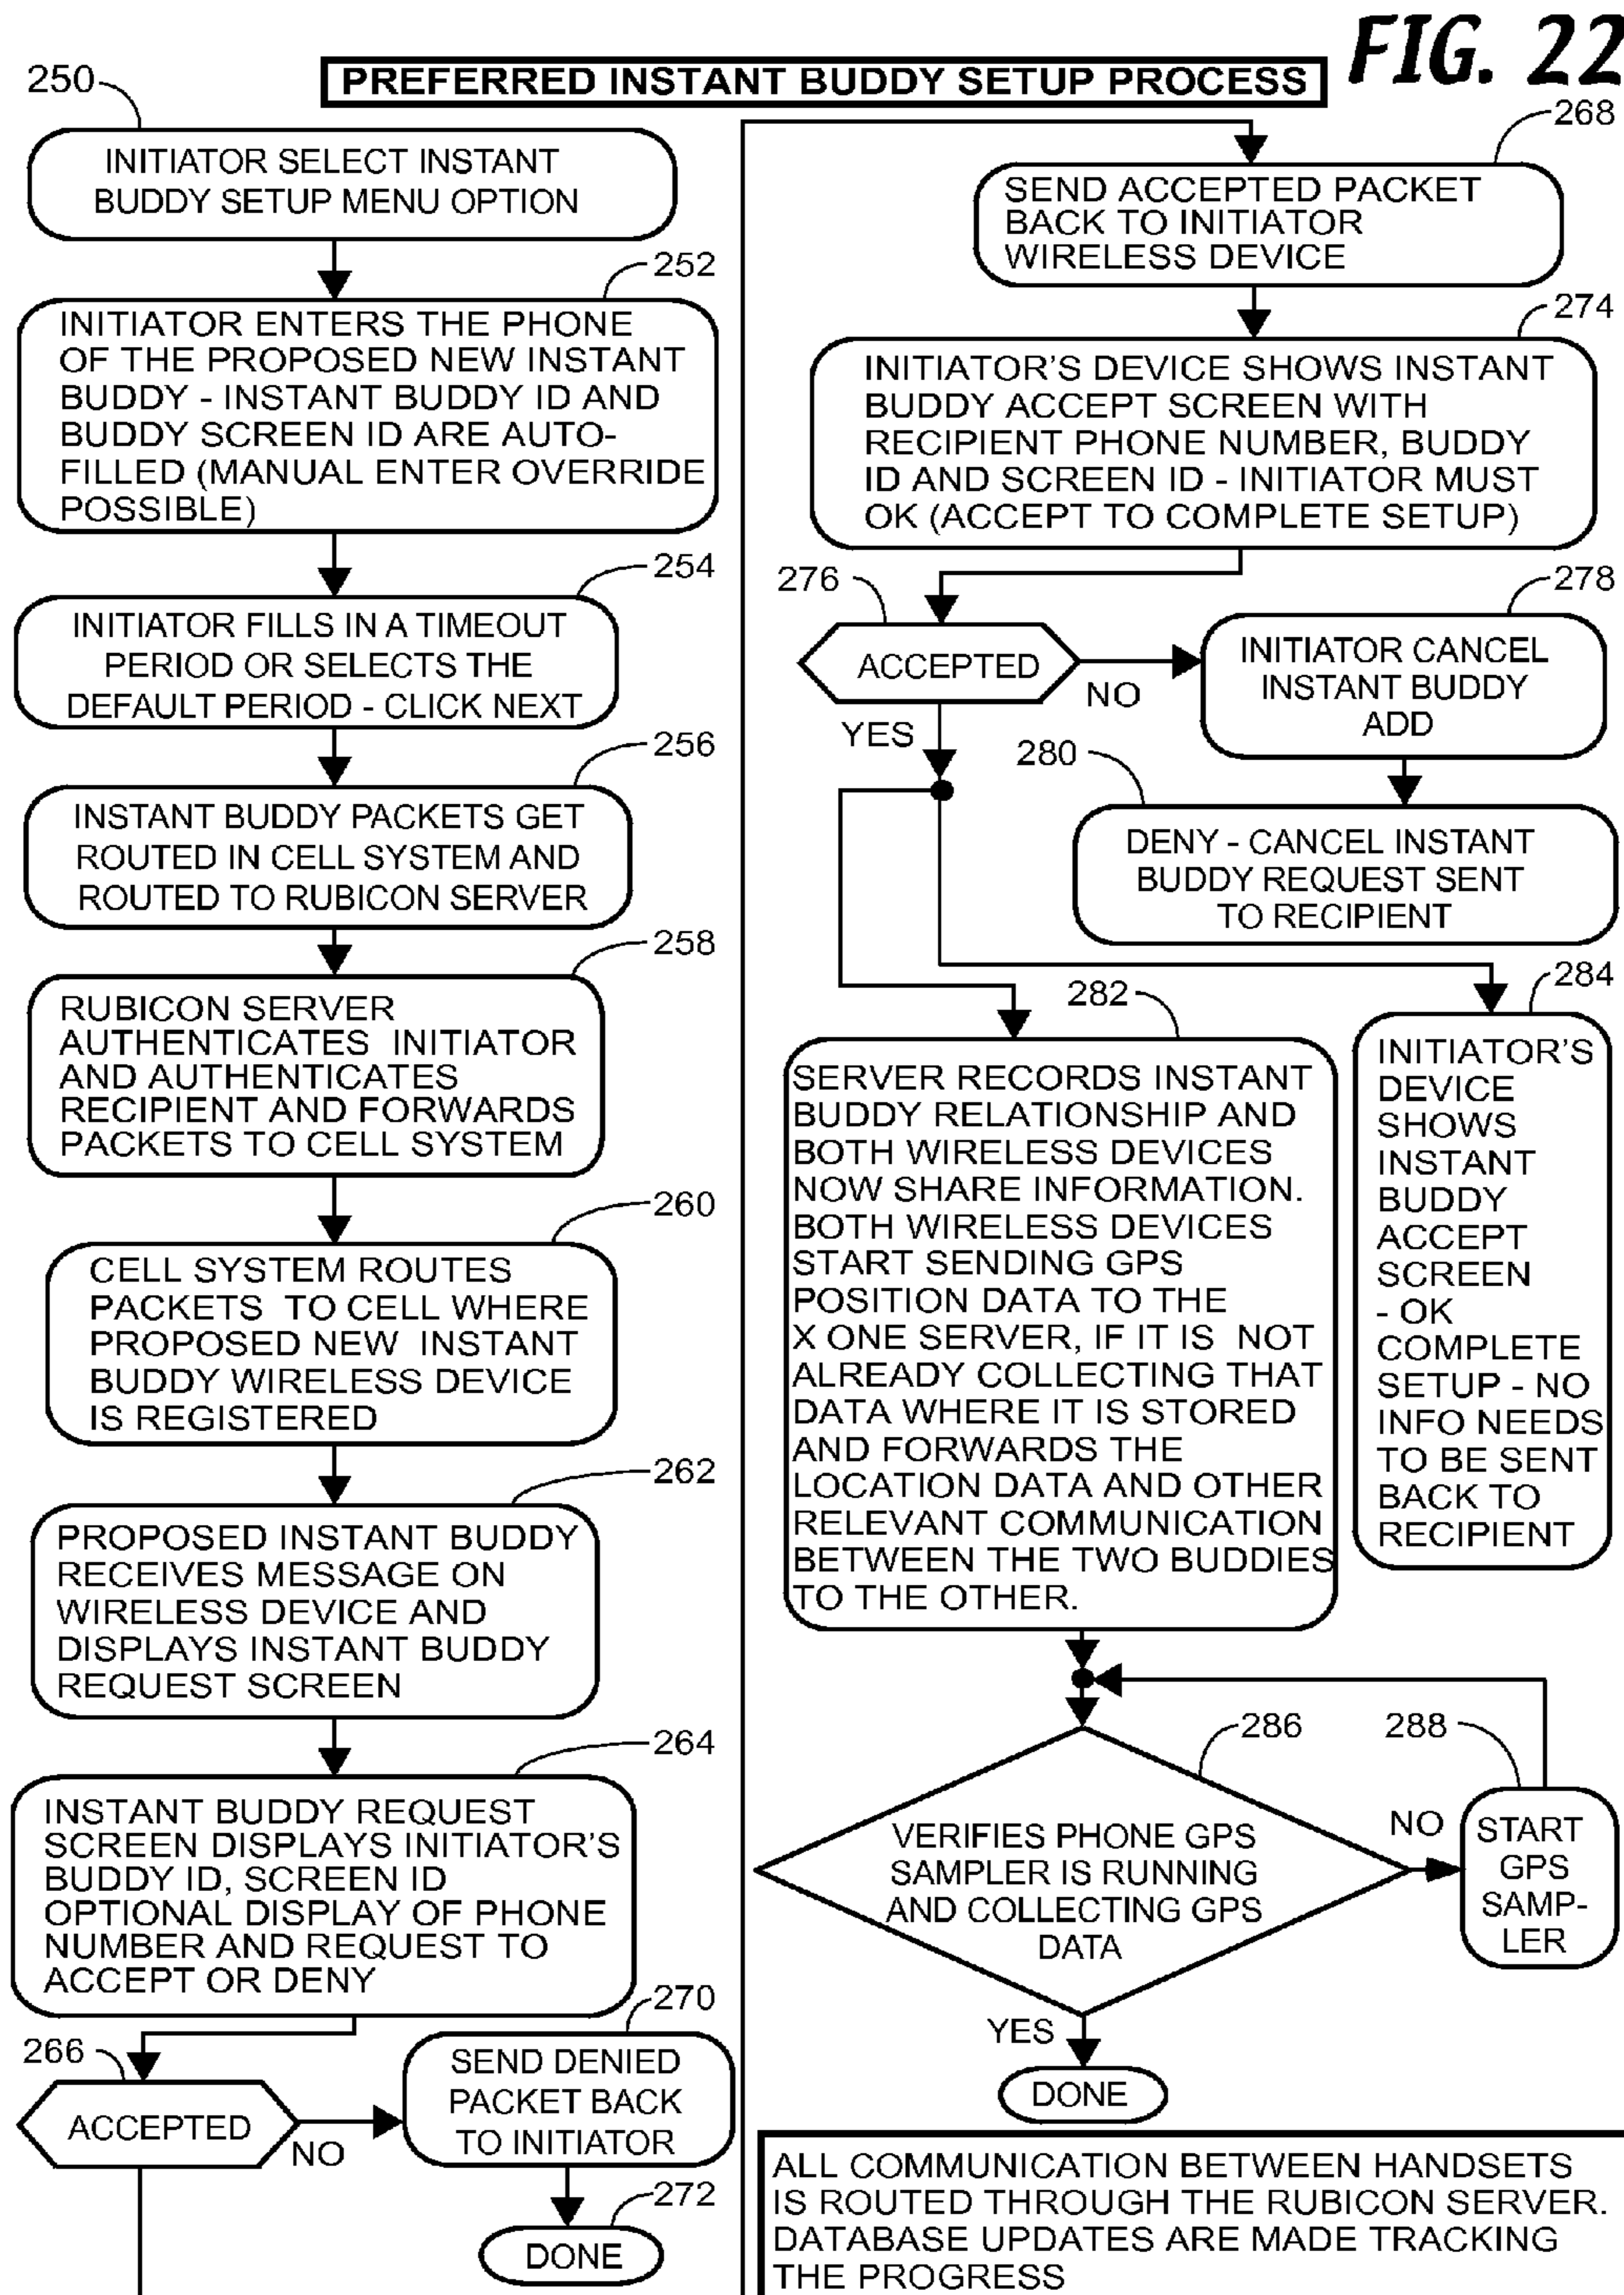 FIG. 22
PREFERRED INSTANT BUDDY SETUP PROCESS
250
INITIATOR SELECT INSTANT
BUDDY SETUP MENU OPTION
252
INITIATOR ENTERS THE PHONE
OF THE PROPOSED NEW INSTANT
BUDDY - INSTANT BUDDY ID AND
BUDDY SCREEN ID ARE AUTO-
FILLED (MANUAL ENTER OVERRIDE
POSSIBLE)
254
INITIATOR FILLS IN A TIMEOUT
PERIOD OR SELECTS THE
DEFAULT PERIOD - CLICK NEXT
256
INSTANT BUDDY PACKETS GET
ROUTED IN CELL SYSTEM AND
ROUTED TO RUBICON SERVER
258
RUBICON SERVER
AUTHENTICATES INITIATOR
AND AUTHENTICATES
RECIPIENT AND FORWARDS
PACKETS TO CELL SYSTEM
260
CELL SYSTEM ROUTES
PACKETS TO CELL WHERE
PROPOSED NEW INSTANT
BUDDY WIRELESS DEVICE
IS REGISTERED
262
PROPOSED INSTANT BUDDY
RECEIVES MESSAGE ON
WIRELESS DEVICE AND
DISPLAYS INSTANT BUDDY
REQUEST SCREEN
264
INSTANT BUDDY REQUEST
SCREEN DISPLAYS INITIATOR'S
BUDDY ID, SCREEN ID
OPTIONAL DISPLAY OF PHONE
NUMBER AND REQUEST TO
ACCEPT OR DENY
266
ACCEPTED
NO
270
SEND DENIED
PACKET BACK
TO INITIATOR
272
DONE
268
SEND ACCEPTED PACKET
BACK TO INITIATOR
WIRELESS DEVICE
274
INITIATOR'S DEVICE SHOWS INSTANT
BUDDY ACCEPT SCREEN WITH
RECIPIENT PHONE NUMBER, BUDDY
ID AND SCREEN ID - INITIATOR MUST
OK (ACCEPT TO COMPLETE SETUP)
276
ACCEPTED
NO
YES
278
INITIATOR CANCEL
INSTANT BUDDY
ADD
280
DENY - CANCEL INSTANT
BUDDY REQUEST SENT
TO RECIPIENT
282
SERVER RECORDS INSTANT
BUDDY RELATIONSHIP AND
BOTH WIRELESS DEVICES
NOW SHARE INFORMATION.
BOTH WIRELESS DEVICES
START SENDING GPS
POSITION DATA TO THE
X ONE SERVER, IF IT IS NOT
ALREADY COLLECTING THAT
DATA WHERE IT IS STORED
AND FORWARDS THE
LOCATION DATA AND OTHER
RELEVANT COMMUNICATION
BETWEEN THE TWO BUDDIES
TO THE OTHER.
284
INITIATOR'S
DEVICE
SHOWS
INSTANT
BUDDY
ACCEPT
SCREEN
- OK
COMPLETE
SETUP - NO
INFO NEEDS
TO BE SENT
BACK TO
RECIPIENT
286
VERIFIES PHONE GPS
SAMPLER IS RUNNING
AND COLLECTING GPS
DATA
NO
288
START
GPS
SAMP-
LER
YES
DONE
ALL COMMUNICATION BETWEEN HANDSETS
IS ROUTED THROUGH THE RUBICON SERVER.
DATABASE UPDATES ARE MADE TRACKING
THE PROGRESS